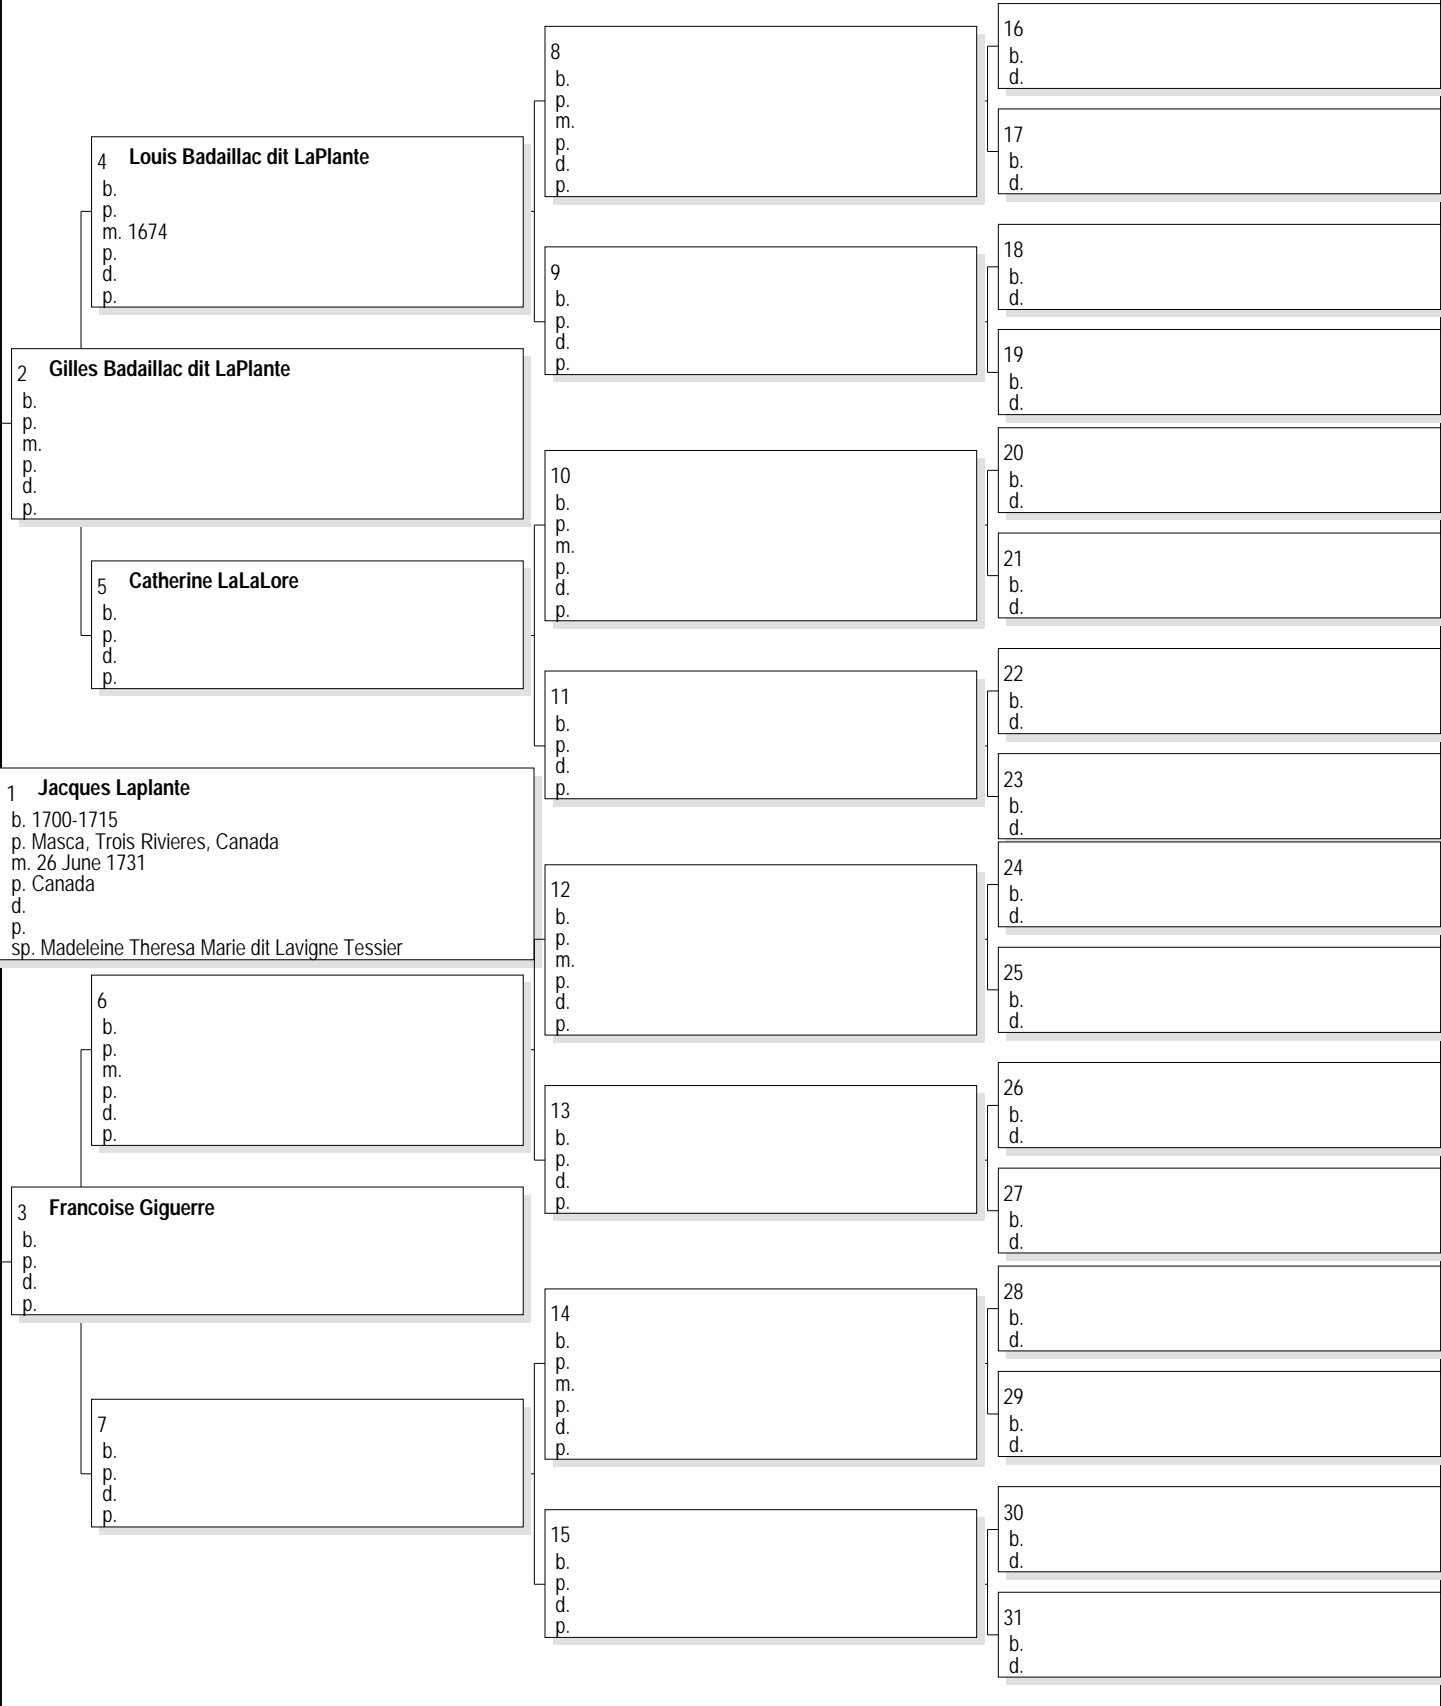 4 Louis Badaillac dit LaPlante
b.
p.
m. 1674
p.
d.
p.
2 Gilles Badaillac dit LaPlante
b.
p.
m.
p.
d.
p.
5 Catherine LaLaLore
b.
p.
d.
p.
1 Jacques Laplante
b. 1700-1715
p. Masca, Trois Rivieres, Canada
m. 26 June 1731
p. Canada
d.
p.
sp. Madeleine Theresa Marie dit Lavigne Tessier
6
b.
p.
m.
p.
d.
p.
3 Francoise Giguerre
b.
p.
d.
p.
7
b.
p.
d.
p.
8
b.
p.
m.
p.
d.
p.
9
b.
p.
d.
p.
10
b.
p.
m.
p.
d.
p.
11
b.
p.
d.
p.
12
b.
p.
m.
p.
d.
p.
13
b.
p.
d.
p.
14
b.
p.
m.
p.
d.
p.
15
b.
p.
d.
p.
16
b.
d.
17
b.
d.
18
b.
d.
19
b.
d.
20
b.
d.
21
b.
d.
22
b.
d.
23
b.
d.
24
b.
d.
25
b.
d.
26
b.
d.
27
b.
d.
28
b.
d.
29
b.
d.
30
b.
d.
31
b.
d.